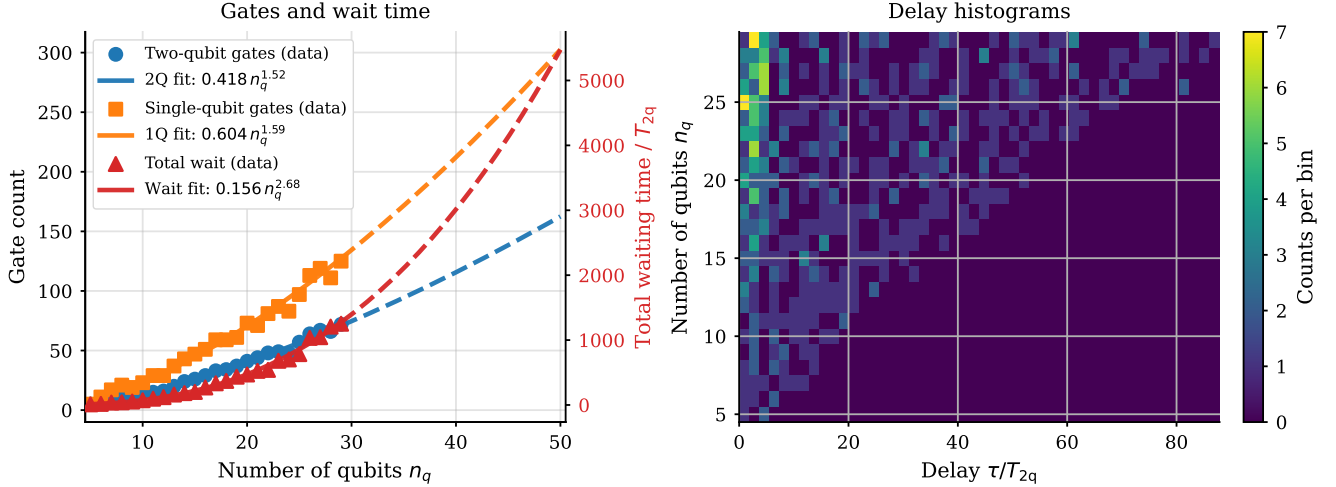 Gates and wait time
Two-qubit gates (data)
2Q fit: 0.418 n_q^1.52
Single-qubit gates (data)
1Q fit: 0.604 n_q^1.59
Total wait (data)
Wait fit: 0.156 n_q^2.68
Gate count
0
50
100
150
200
250
300
10
20
30
40
50
Number of qubits n_q
0
1000
2000
3000
4000
5000
Total waiting time / T_2q
Delay histograms
Number of qubits n_q
5
10
15
20
25
0
20
40
60
80
Delay τ/T_2q
0
1
2
3
4
5
6
7
Counts per bin